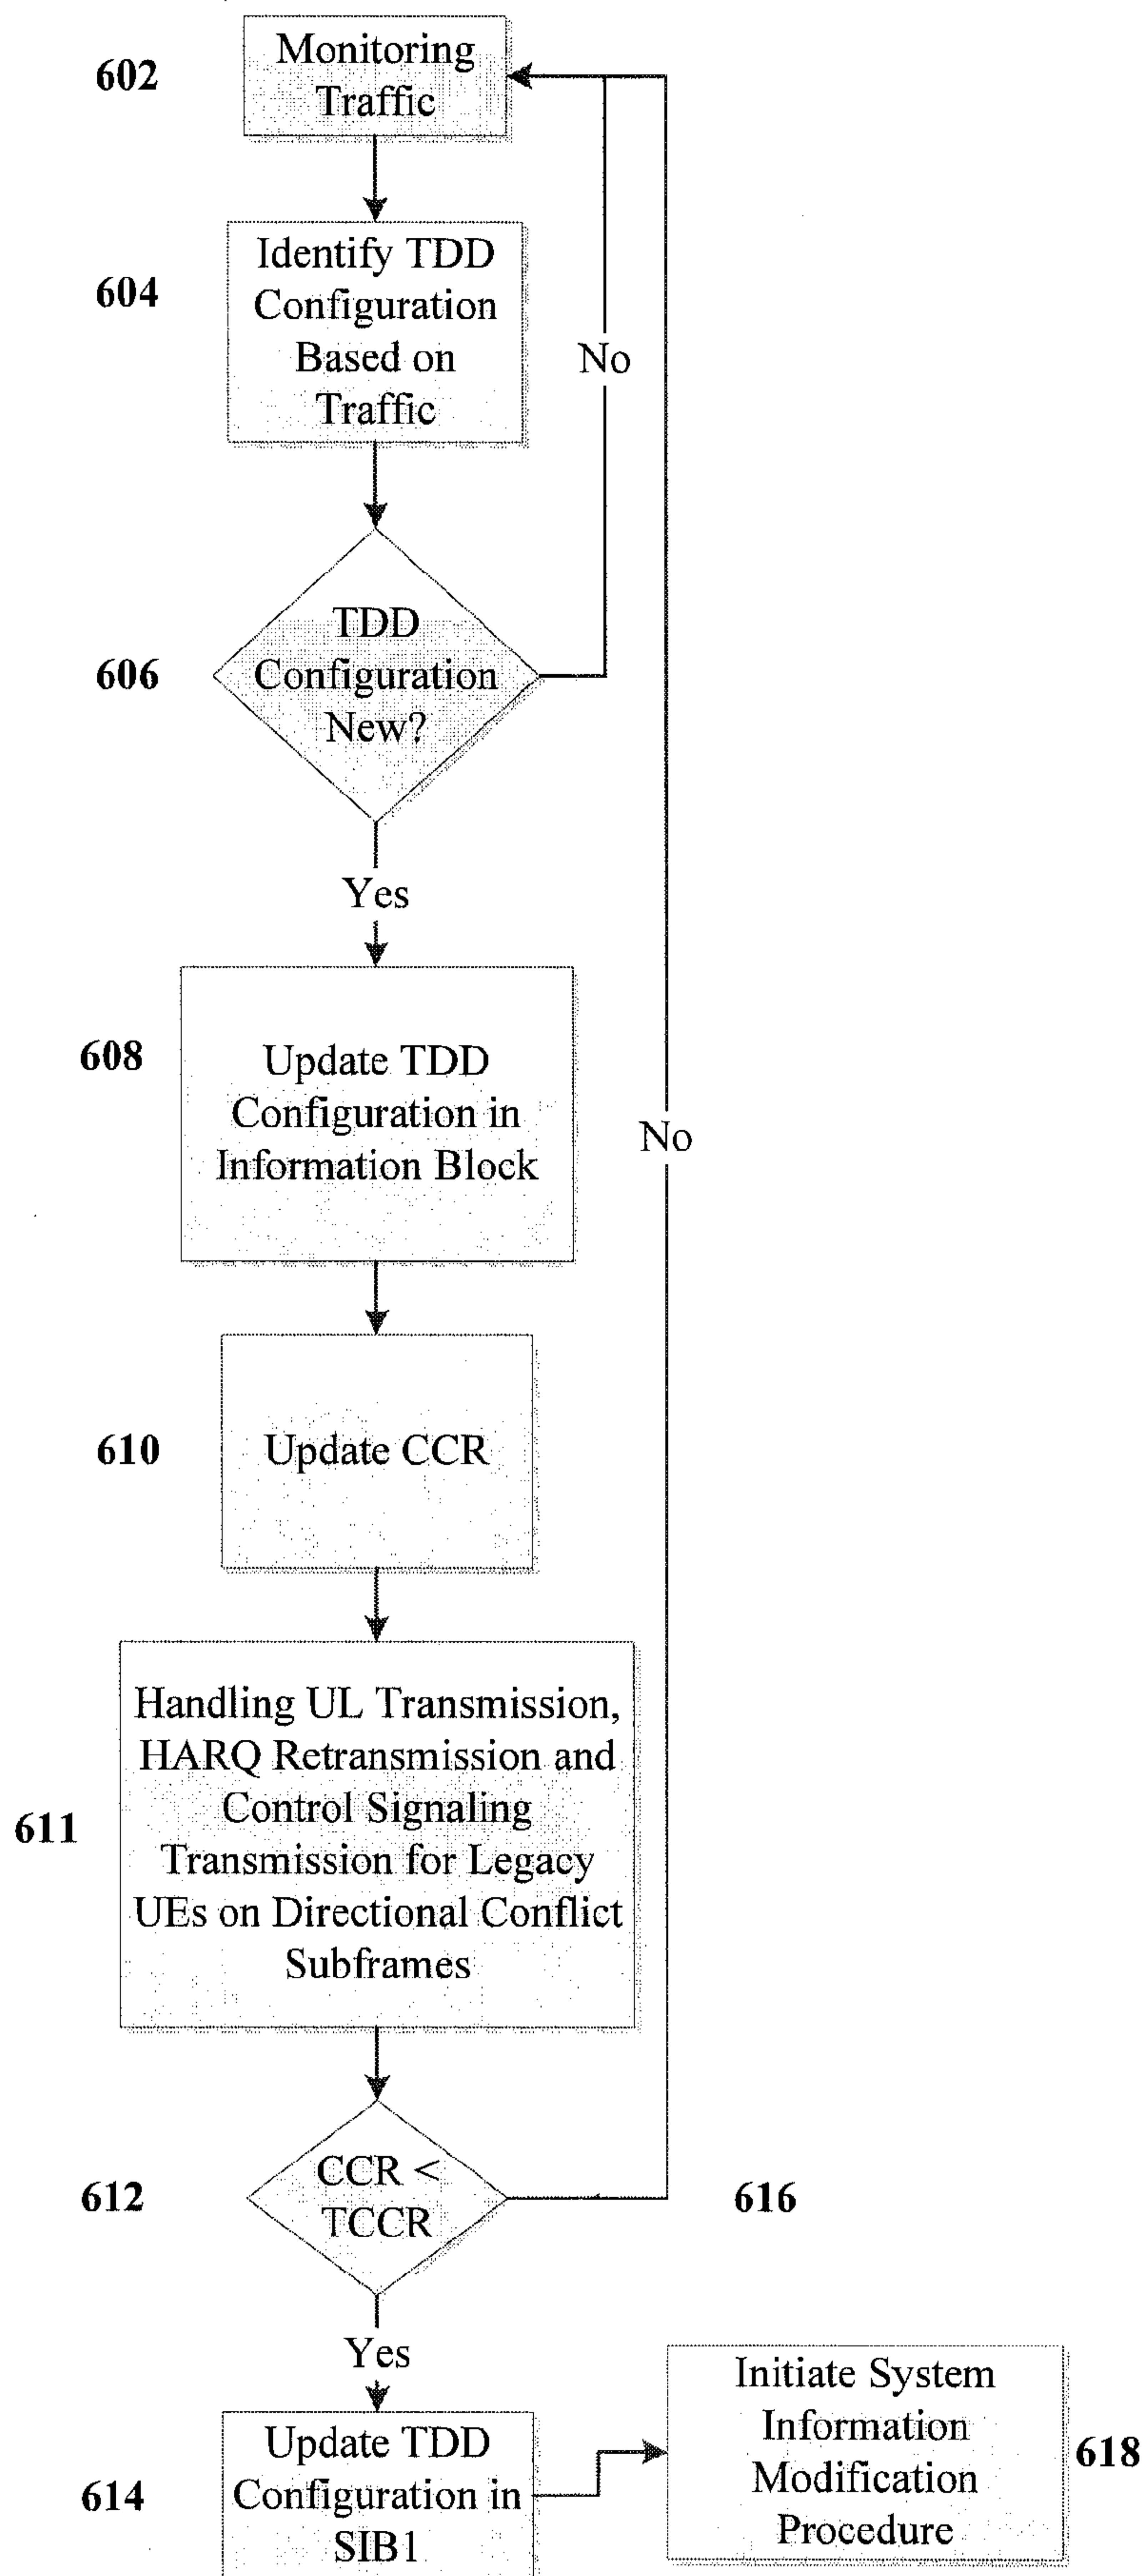 602
Monitoring
Traffic
604
Identify TDD
Configuration
Based on
Traffic
No
606
TDD
Configuration
New?
Yes
608
Update TDD
Configuration in
Information Block
No
610
Update CCR
611
Handling UL Transmission,
HARQ Retransmission and
Control Signaling
Transmission for Legacy
UEs on Directional Conflict
Subframes
612
CCR <
TCCR
616
Yes
614
Update TDD
Configuration in
SIB1
Initiate System
Information
Modification
Procedure
618